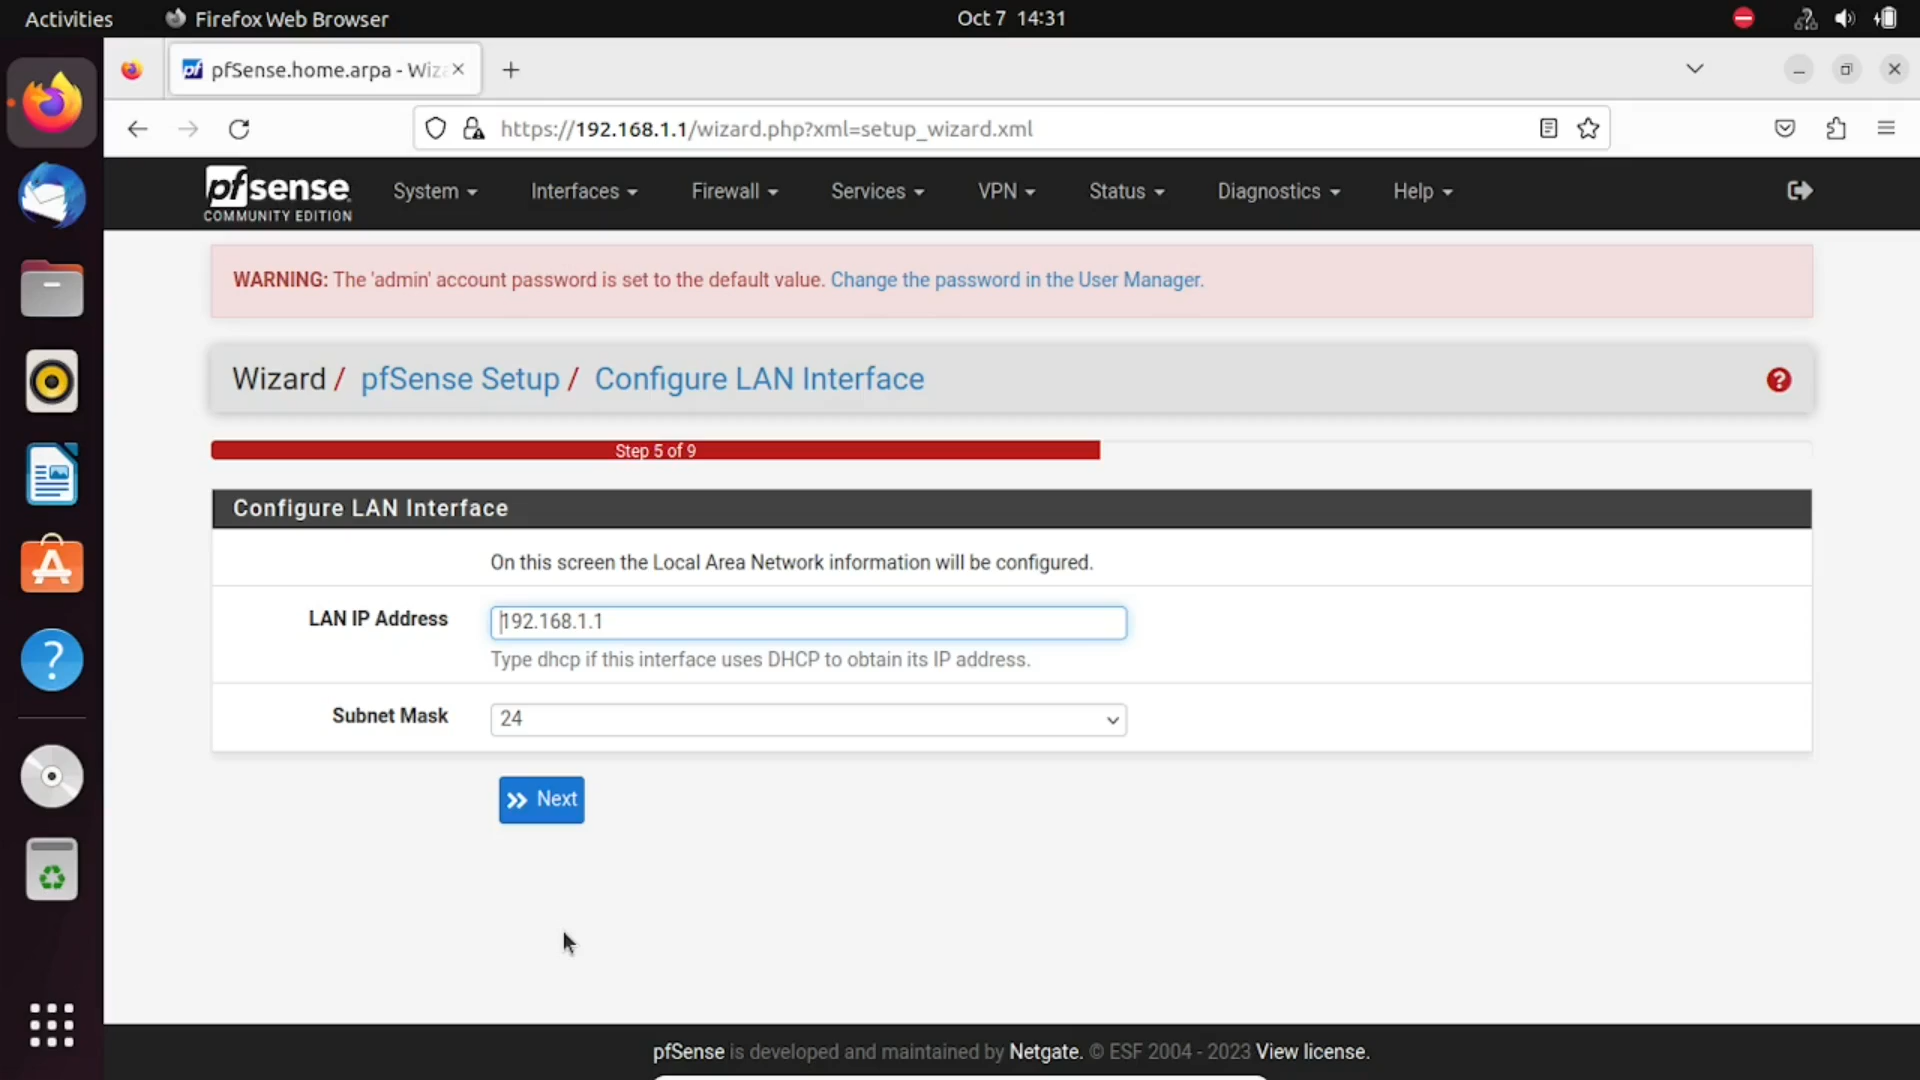 Activities Firefox Web Browser Oct 7 14:31
pfSense.home.arpa - Wiz
https://192.168.1.1/wizard.php?xml=setup_wizard.xml
pfsense
COMMUNITY EDITION
System Interfaces Firewall Services VPN Status Diagnostics Help
WARNING: The 'admin' account password is set to the default value. Change the password in the User Manager.
Wizard / pfSense Setup / Configure LAN Interface
Step 5 of 9
Configure LAN Interface
On this screen the Local Area Network information will be configured.
LAN IP Address 192.168.1.1
Type dhcp if this interface uses DHCP to obtain its IP address.
Subnet Mask 24
Next
pfSense is developed and maintained by Netgate. © ESF 2004 - 2023 View license.